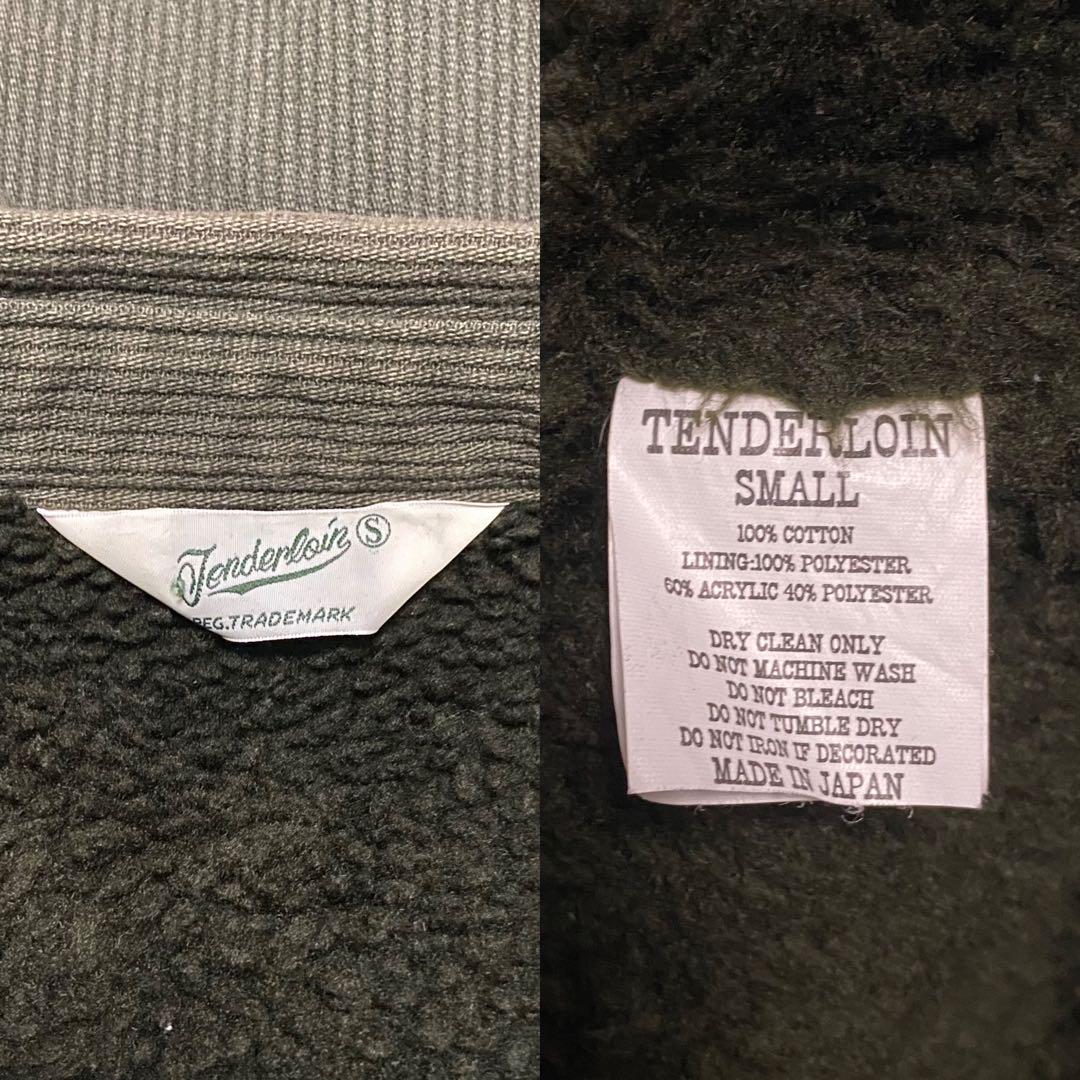 Tenderloin S
REG.TRADEMARK
TENDERLOIN
SMALL
100% COTTON
LINING:100% POLYESTER
60% ACRYLIC 40% POLYESTER
DRY CLEAN ONLY
DO NOT MACHINE WASH
DO NOT BLEACH
DO NOT TUMBLE DRY
DO NOT IRON IF DECORATED
MADE IN JAPAN